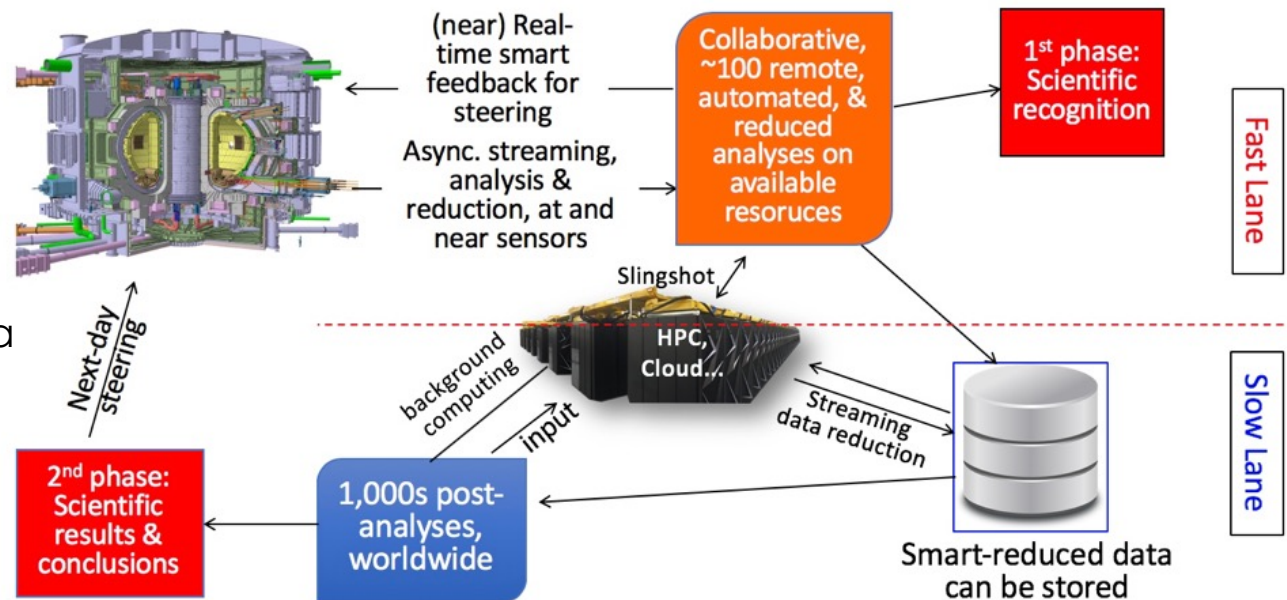 (near) Real-
time smart
feedback for
steering
Async. streaming,
analysis &
reduction, at and
near sensors
Collaborative,
~100 remote,
automated, &
reduced
analyses on
available
resoruces
1st phase:
Scientific
recognition
Fast Lane
Slingshot
a
HPC,
Cloud...
Next-day
steering
background
computing
input
Streaming
data reduction
Slow Lane
2nd phase:
Scientific
results &
conclusions
1,000s post-
analyses,
worldwide
Smart-reduced data
can be stored